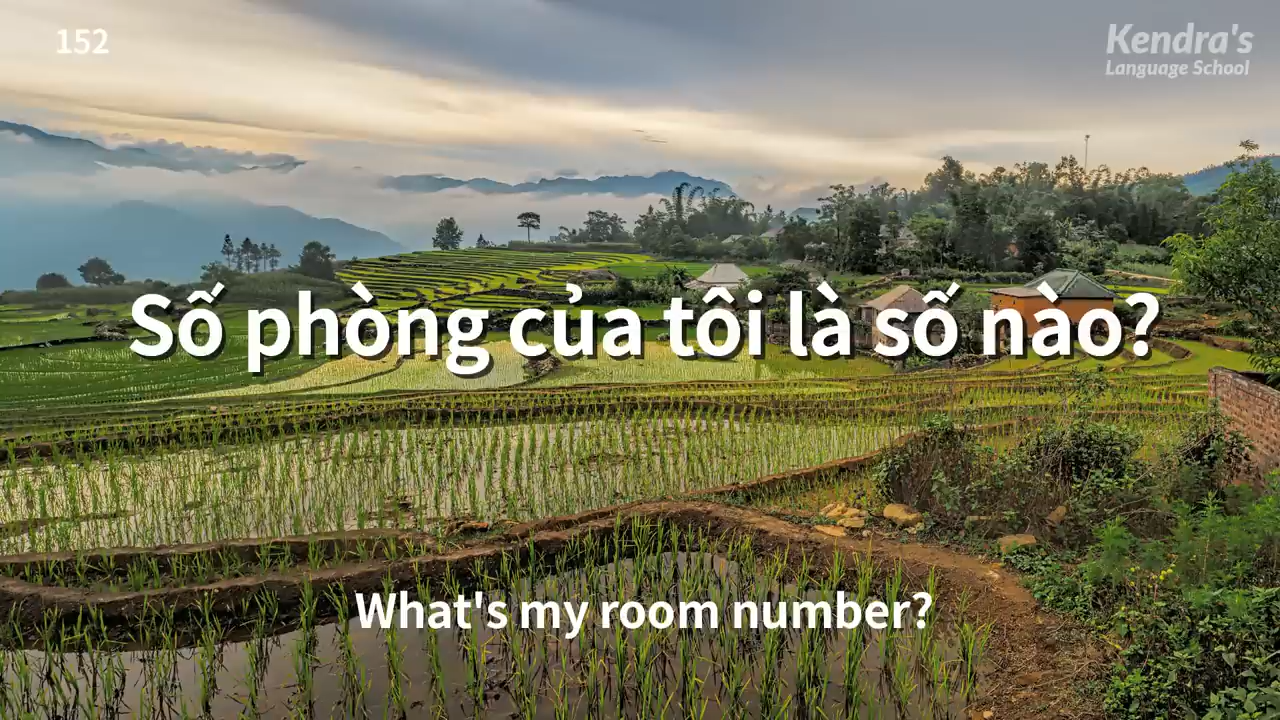 152
Kendra's
Language School
Số phòng của tôi là số nào?
What's my room number?